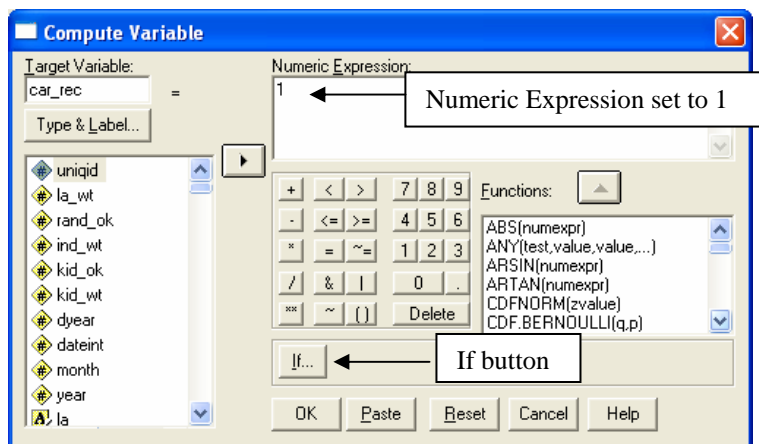 Compute Variable
Target Variable:
car_rec
=
Type & Label...
Numeric Expression:
1
Numeric Expression set to 1
uniqid
la_wt
rand_ok
ind_wt
kid_ok
kid_wt
dyear
dateint
month
year
la
+ < > 7 8 9
- <= >= 4 5 6
* = ~= 1 2 3
/ & | 0 .
** ~ () Delete
Functions:
ABS(numexpr)
ANY(test,value,value,...)
ARSIN(numexpr)
ARTAN(numexpr)
CDFNORM(zvalue)
CDF.BERNOULLI(q,p)
If...
If button
OK Paste Reset Cancel Help